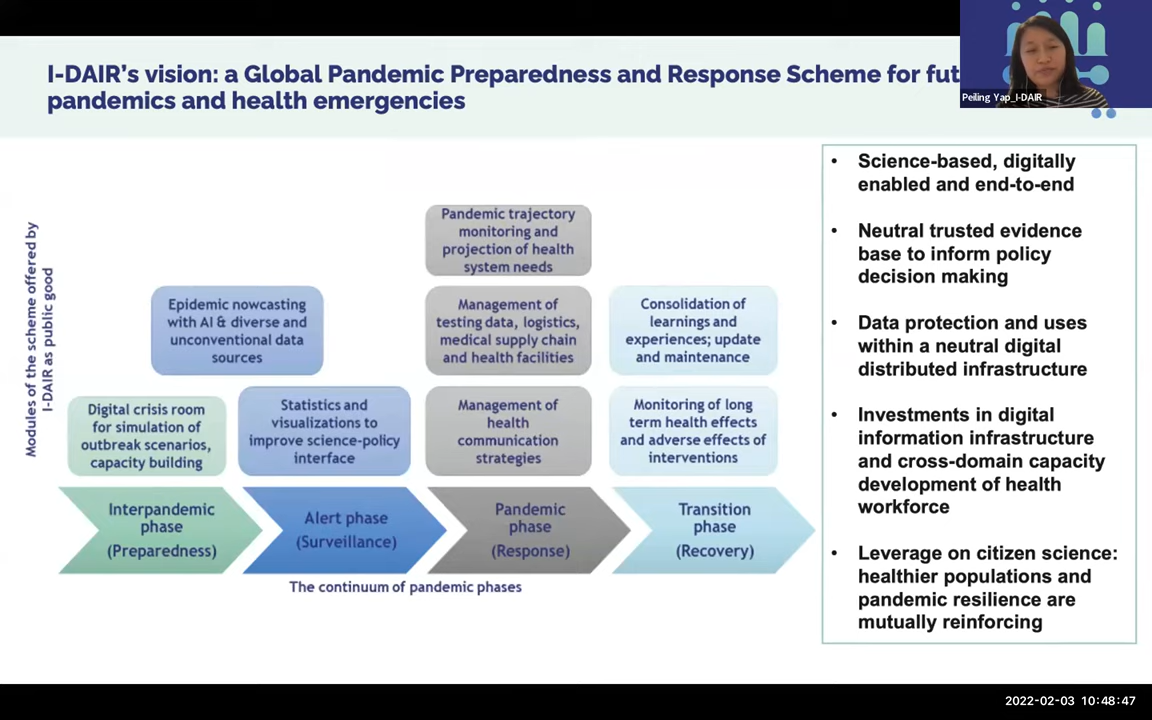 I-DAIR's vision: a Global Pandemic Preparedness and Response Scheme for fut
pandemics and health emergencies
Peiling Yap_I-DAIR
Modules of the scheme offered by
I-DAIR as public good
Pandemic trajectory
monitoring and
projection of health
system needs
Epidemic nowcasting
with AI & diverse and
unconventional data
sources
Management of
testing data, logistics,
medical supply chain
and health facilities
Consolidation of
learnings and
experiences; update
and maintenance
Digital crisis room
for simulation of
outbreak scenarios,
capacity building
Statistics and
visualizations to
improve science-policy
interface
Management of
health
communication
strategies
Monitoring of long
term health effects
and adverse effects of
interventions
Interpandemic
phase
(Preparedness)
Alert phase
(Surveillance)
Pandemic
phase
(Response)
Transition
phase
(Recovery)
The continuum of pandemic phases
• Science-based, digitally
enabled and end-to-end
• Neutral trusted evidence
base to inform policy
decision making
• Data protection and uses
within a neutral digital
distributed infrastructure
• Investments in digital
information infrastructure
and cross-domain capacity
development of health
workforce
• Leverage on citizen science:
healthier populations and
pandemic resilience are
mutually reinforcing
2022-02-03 10:48:47